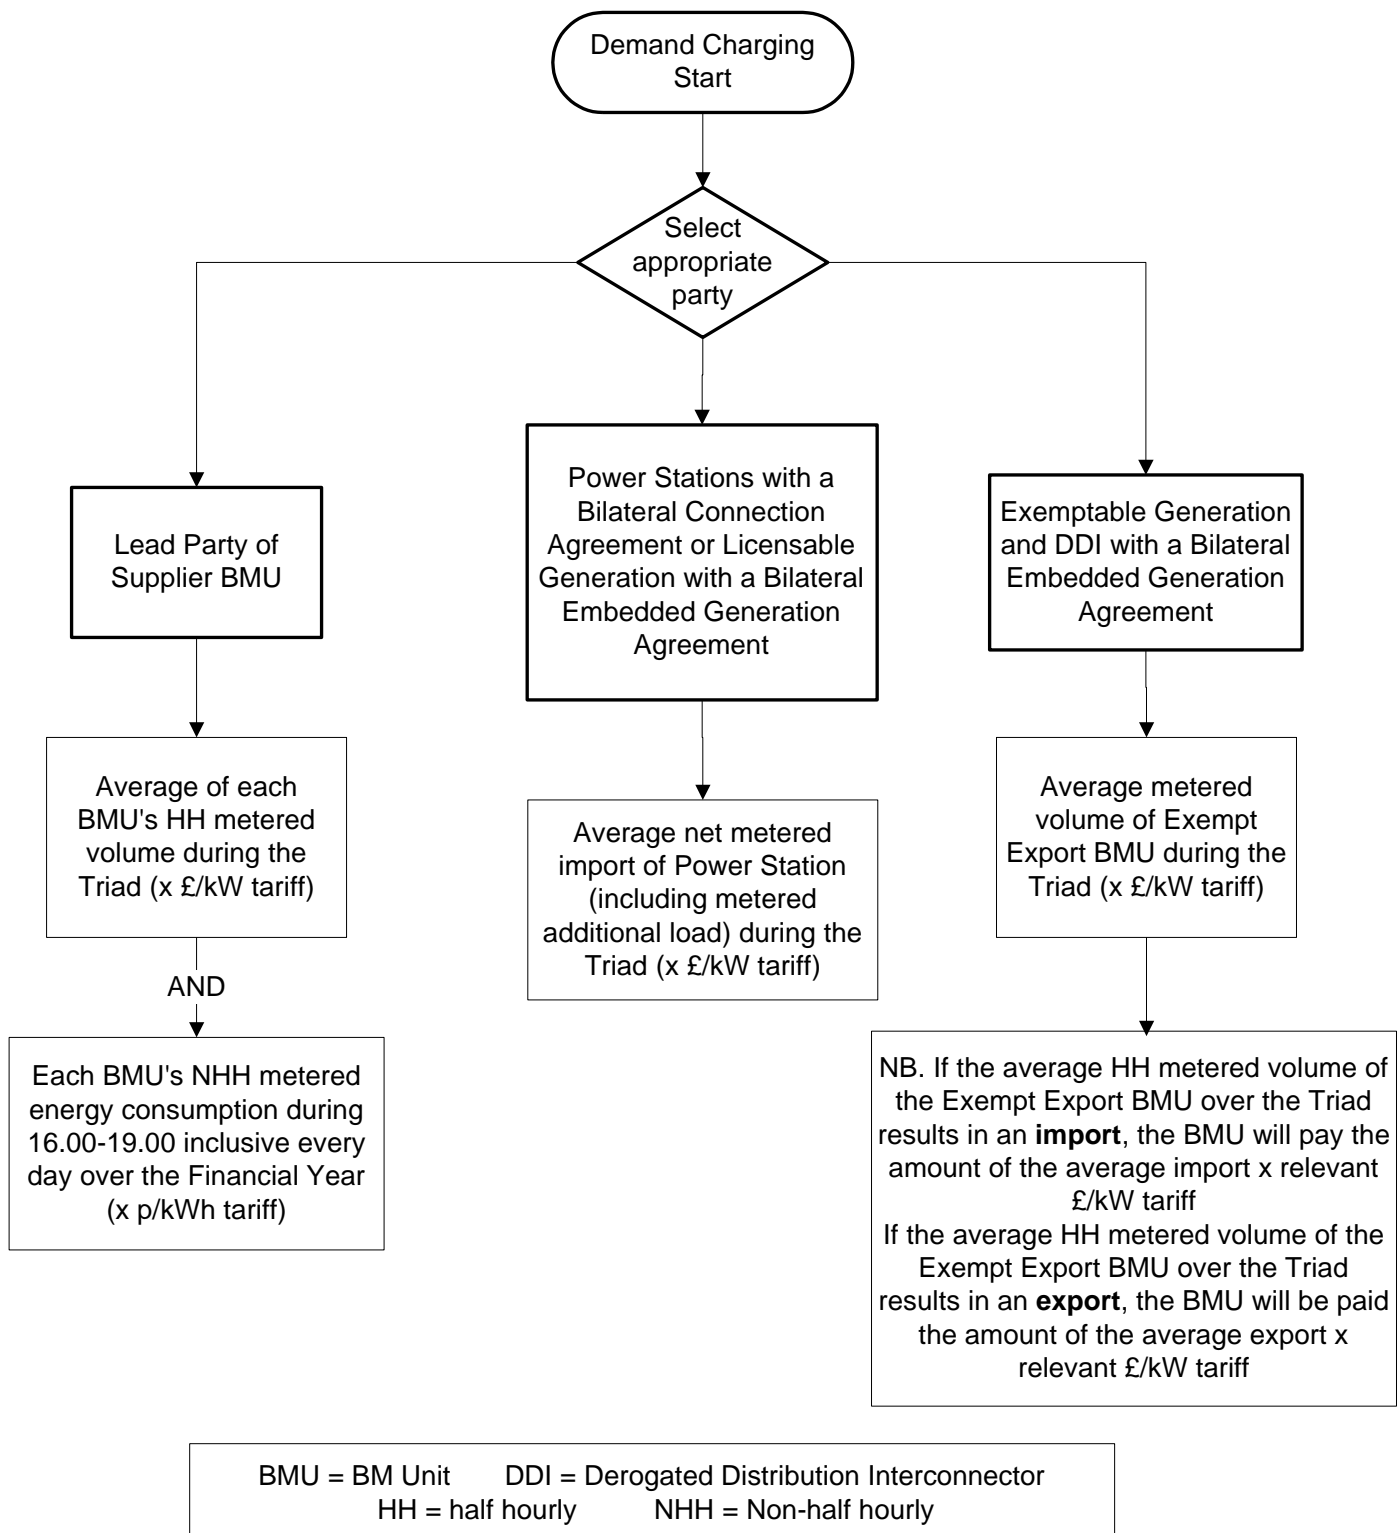 Demand Charging
Start
Select
appropriate
party
Lead Party of
Supplier BMU
Power Stations with a
Bilateral Connection
Agreement or Licensable
Generation with a Bilateral
Embedded Generation
Agreement
Exemptable Generation
and DDI with a Bilateral
Embedded Generation
Agreement
Average of each
BMU's HH metered
volume during the
Triad (x £/kW tariff)
AND
Each BMU's NHH metered
energy consumption during
16.00-19.00 inclusive every
day over the Financial Year
(x p/kWh tariff)
Average net metered
import of Power Station
(including metered
additional load) during the
Triad (x £/kW tariff)
Average metered
volume of Exempt
Export BMU during the
Triad (x £/kW tariff)
NB. If the average HH metered volume of
the Exempt Export BMU over the Triad
results in an import, the BMU will pay the
amount of the average import x relevant
£/kW tariff
If the average HH metered volume of the
Exempt Export BMU over the Triad
results in an export, the BMU will be paid
the amount of the average export x
relevant £/kW tariff
BMU = BM Unit DDI = Derogated Distribution Interconnector
HH = half hourly NHH = Non-half hourly